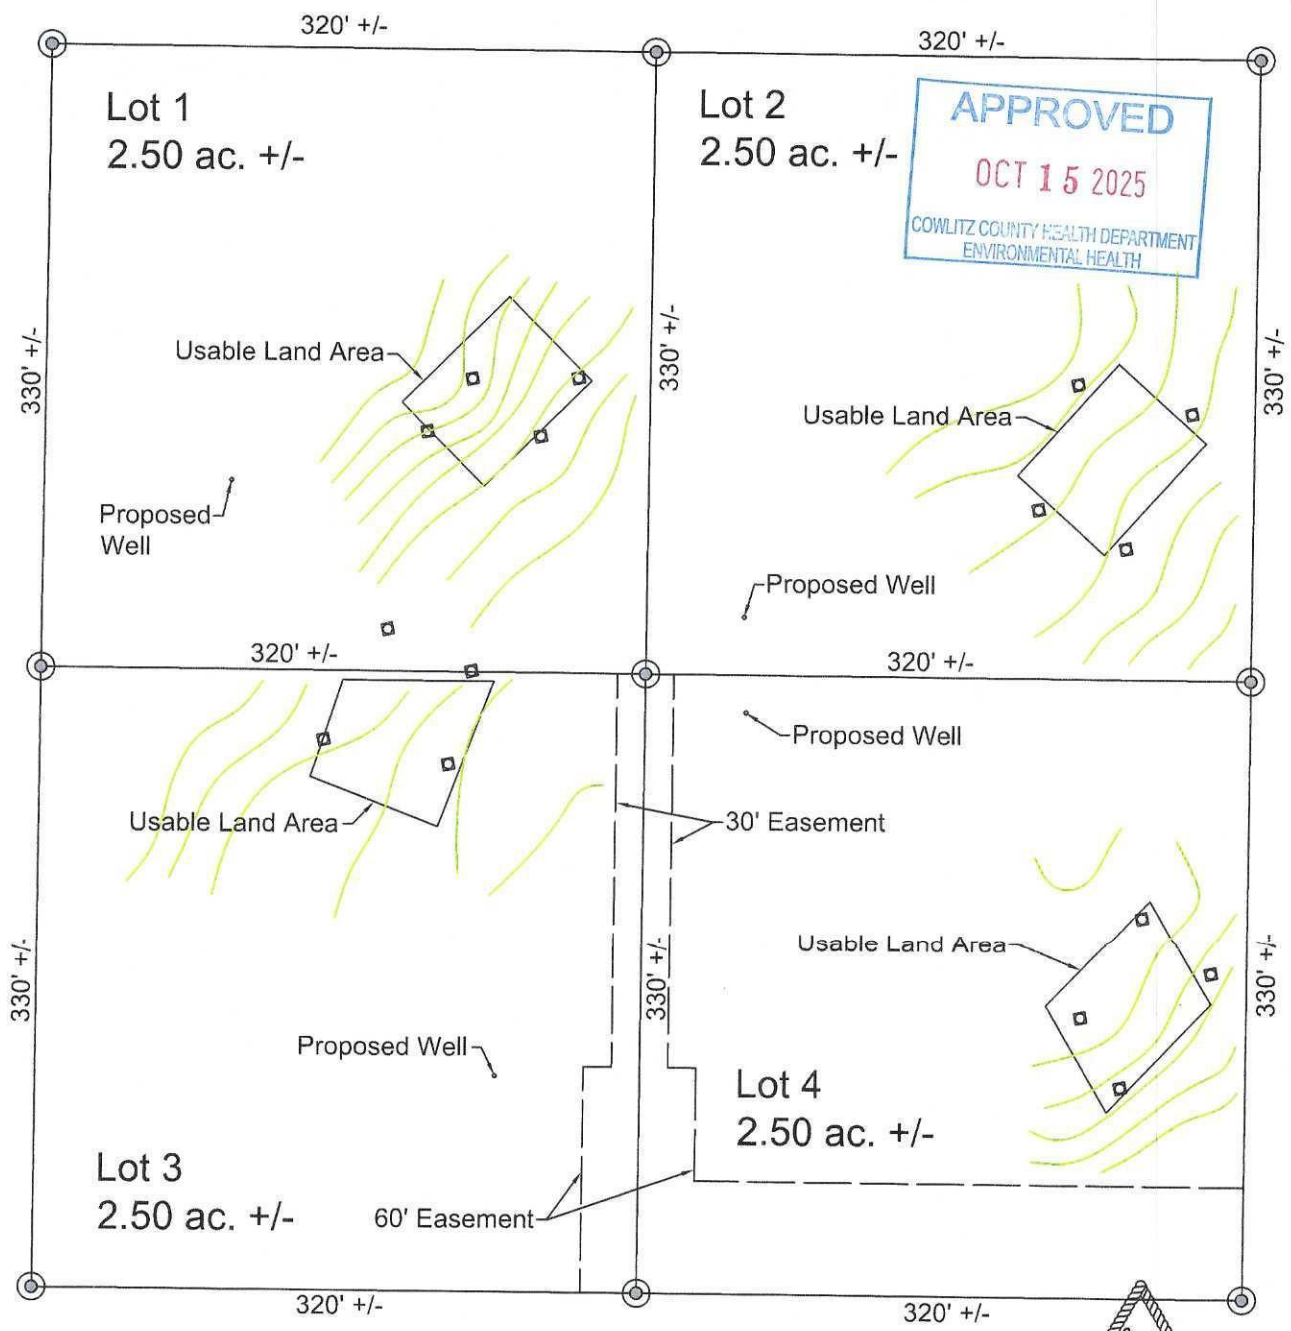 320' +/-
320' +/-
Lot 1
2.50 ac. +/-
Lot 2
2.50 ac. +/-
APPROVED
OCT 15 2025
COWLITZ COUNTY HEALTH DEPARTMENT
ENVIRONMENTAL HEALTH
330' +/-
Usable Land Area
330' +/-
Usable Land Area
330' +/-
Proposed
Well
Proposed Well
320' +/-
320' +/-
Proposed Well
Usable Land Area
30' Easement
330' +/-
330' +/-
Usable Land Area
330' +/-
Proposed Well
Lot 4
2.50 ac. +/-
Lot 3
2.50 ac. +/-
60' Easement
320' +/-
320' +/-